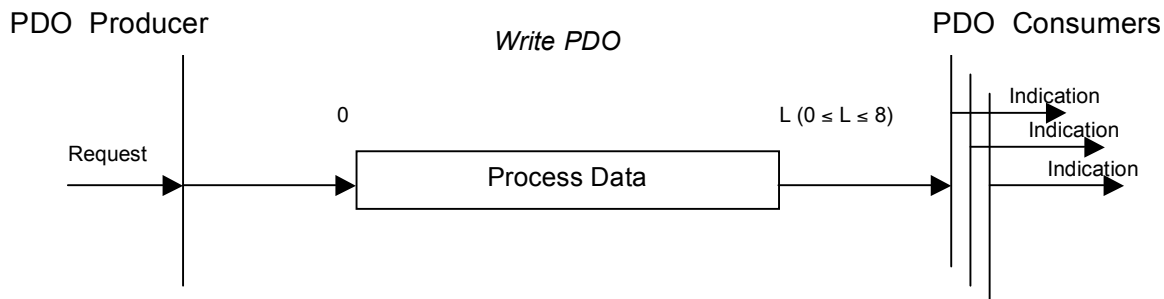 PDO Producer
Write PDO
PDO Consumers
0
L (0 ≤ L ≤ 8)
Indication
Indication
Request
Indication
Process Data